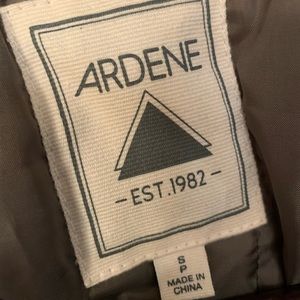 ARDENE
- EST.1982 -
S
P
MADE IN
CHINA